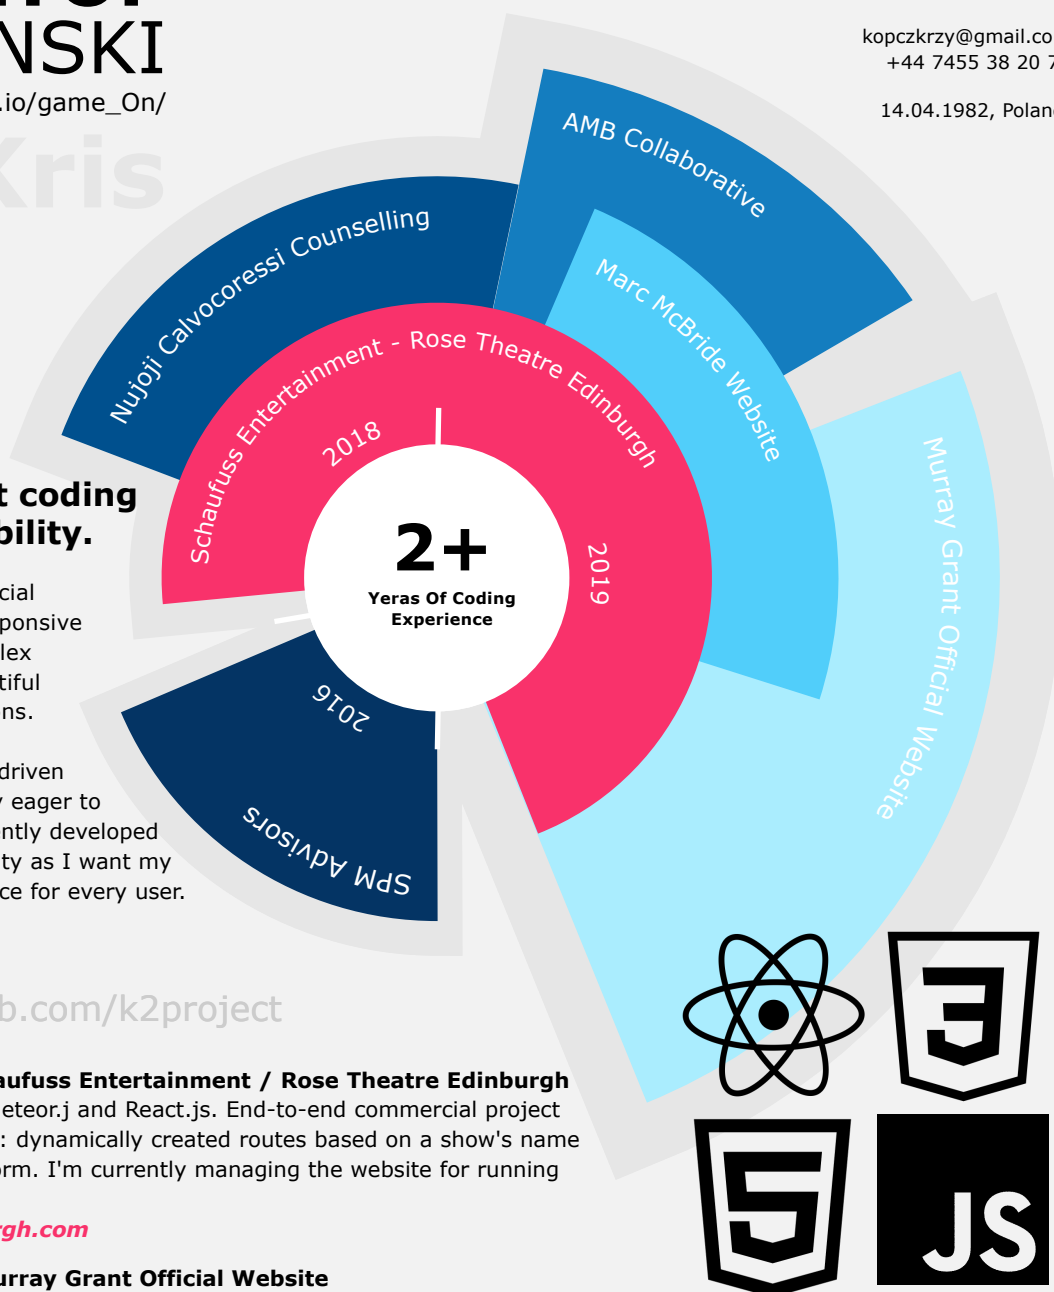 NSKI
.io/game_On/
Kris
kopczkrzy@gmail.co
+44 7455 38 20 7
14.04.1982, Polan
AMB Collaborative
Nujoji Calvocoressi Counselling
Marc McBride Website
Schaufuss Entertainment - Rose Theatre Edinburgh
2018
Murray Grant Official Website
t coding
bility.
2+
Yeras Of Coding
Experience
2019
cial
ponsive
lex
tiful
ns.
2016
driven
y eager to
ently developed
ty as I want my
ce for every user.
SPM Advisors
b.com/k2project
aufuss Entertainment / Rose Theatre Edinburgh
eteor.j and React.js. End-to-end commercial project
: dynamically created routes based on a show's name
orm. I'm currently managing the website for running
rgh.com
urray Grant Official Website
3
5
JS